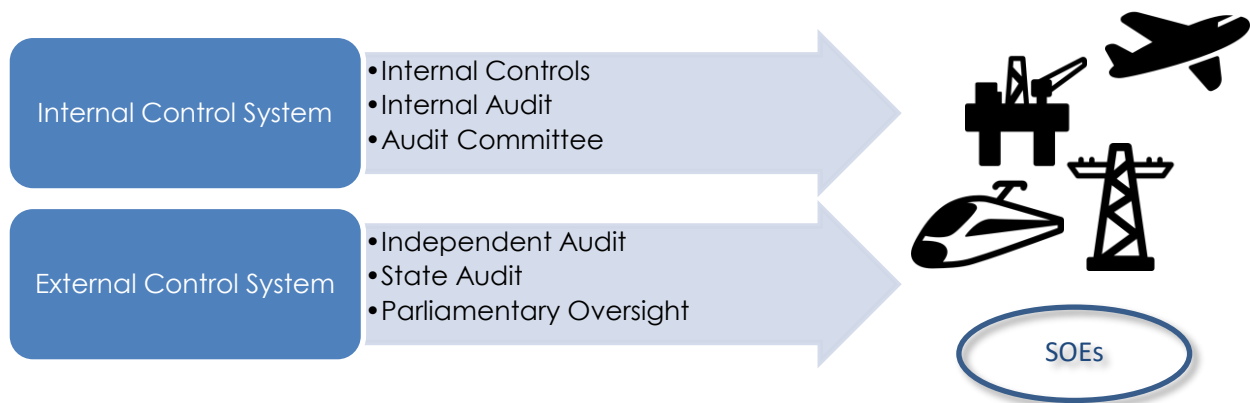 Internal Control System
•Internal Controls
•Internal Audit
•Audit Committee
External Control System
•Independent Audit
•State Audit
•Parliamentary Oversight
SOEs